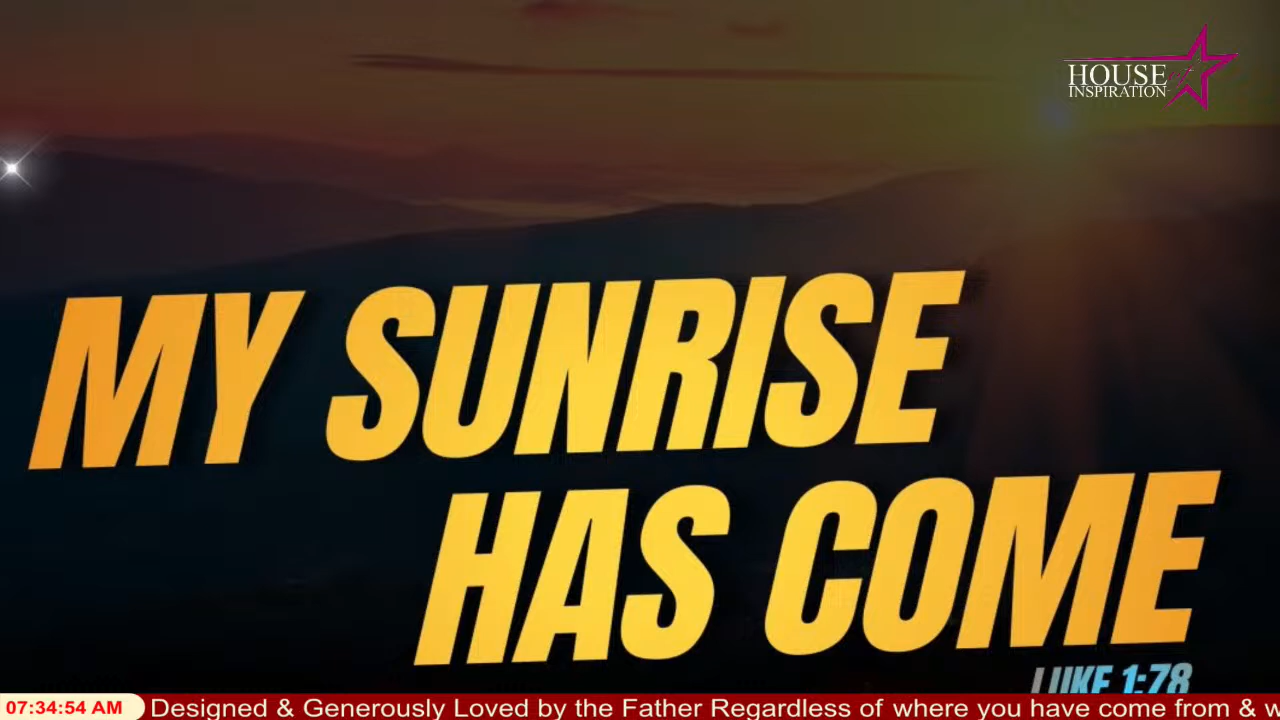 HOUSE of
INSPIRATION
MY SUNRISE
HAS COME
LUKE 1:78
07:34:54 AM Designed & Generously Loved by the Father Regardless of where you have come from & w